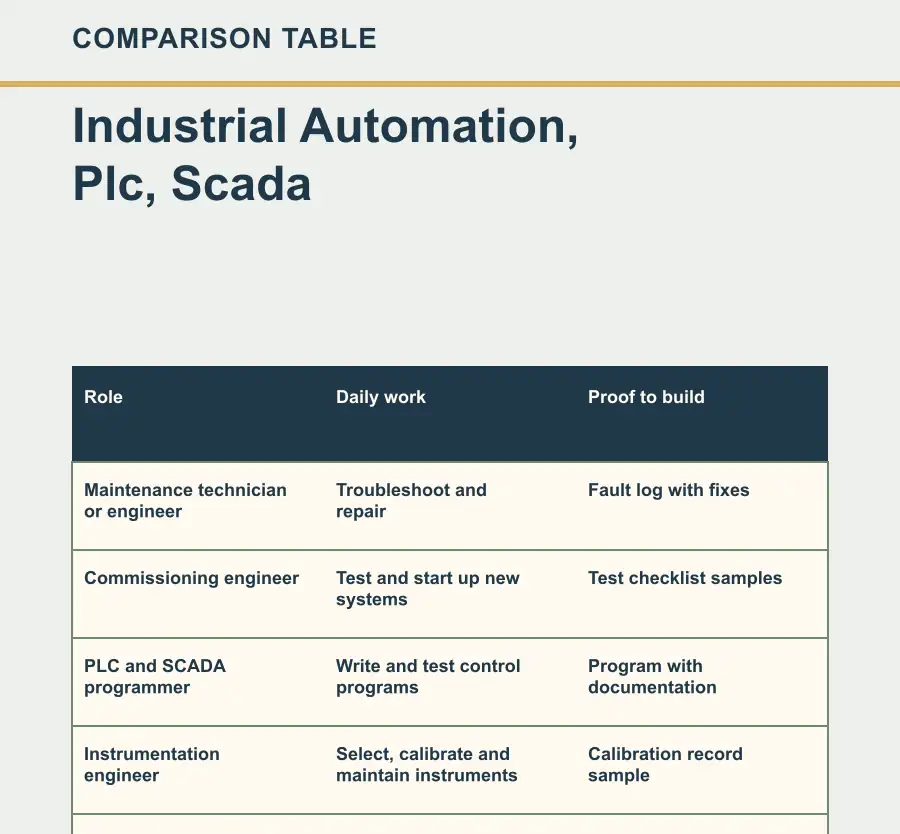 COMPARISON TABLE
Industrial Automation,
Plc, Scada
Role Daily work Proof to build
Maintenance technician
or engineer
Troubleshoot and
repair
Fault log with fixes
Commissioning engineer
Test and start up new
systems
Test checklist samples
PLC and SCADA
programmer
Write and test control
programs
Program with
documentation
Instrumentation
engineer
Select, calibrate and
maintain instruments
Calibration record
sample